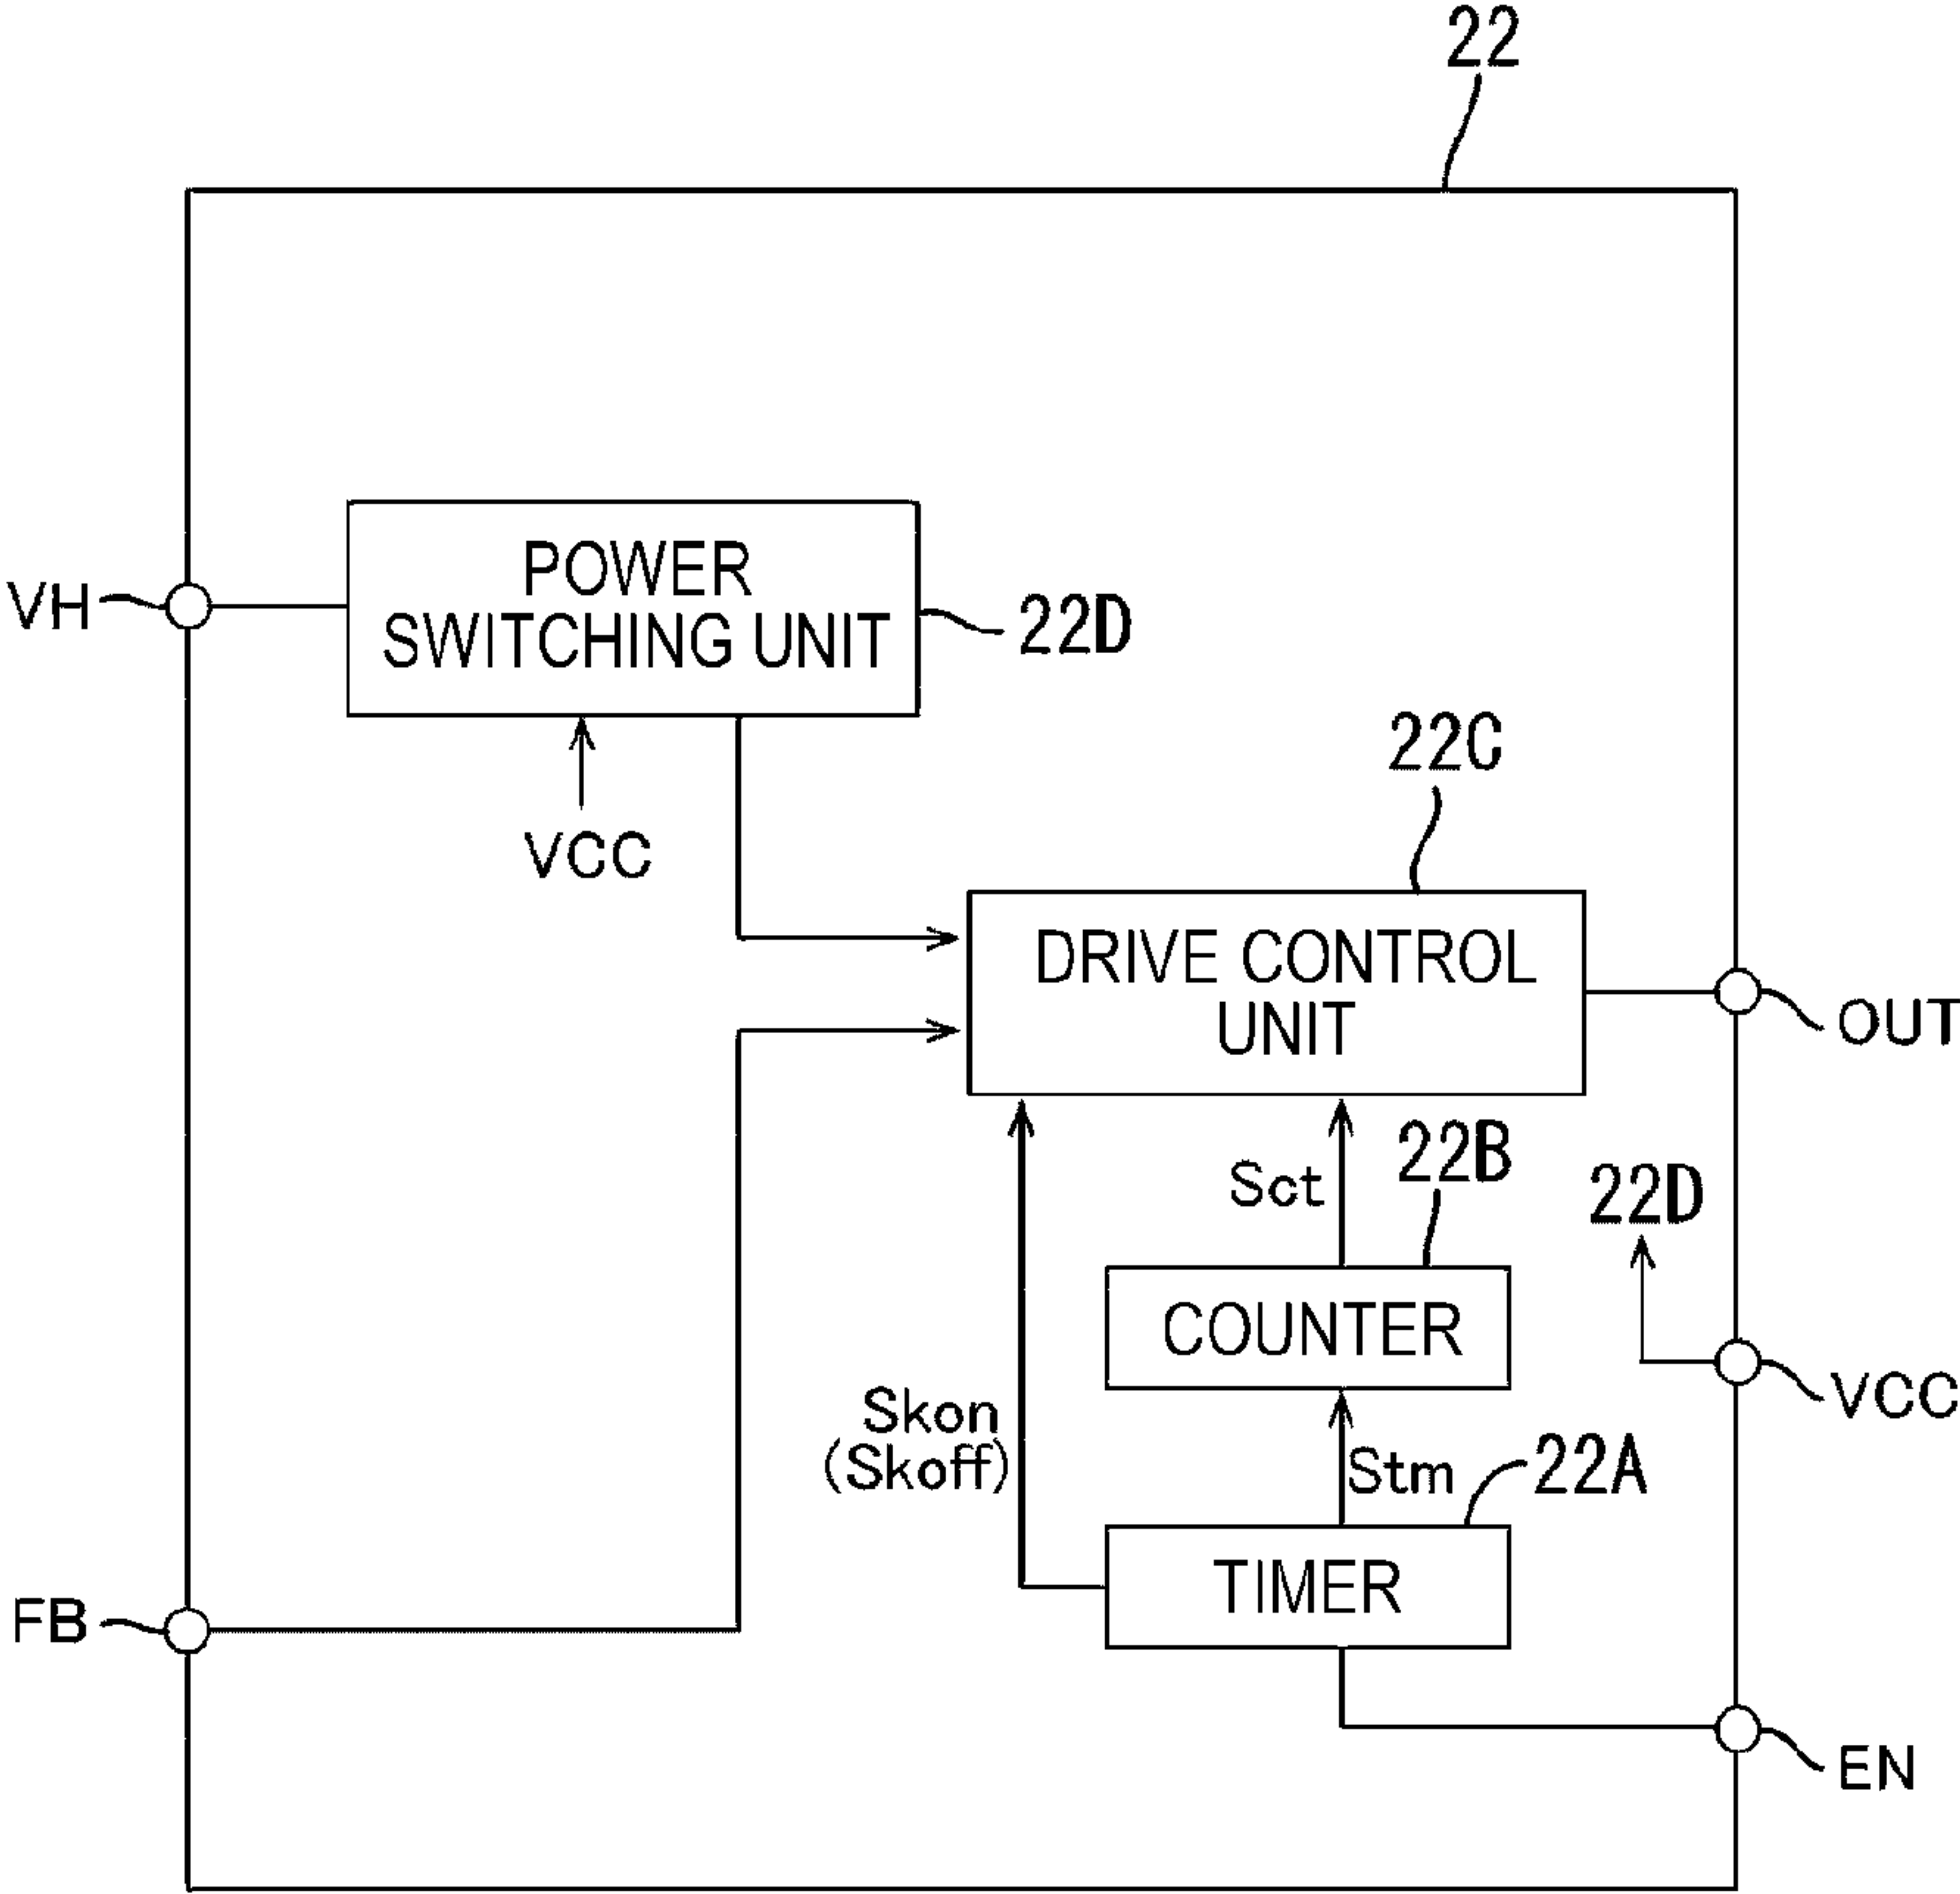 22
POWER
SWITCHING UNIT
VH
22D
22C
VCC
DRIVE CONTROL
UNIT
OUT
22B
Sct
22D
COUNTER
VCC
Skon
(Skoff)
Stm
22A
TIMER
FB
EN